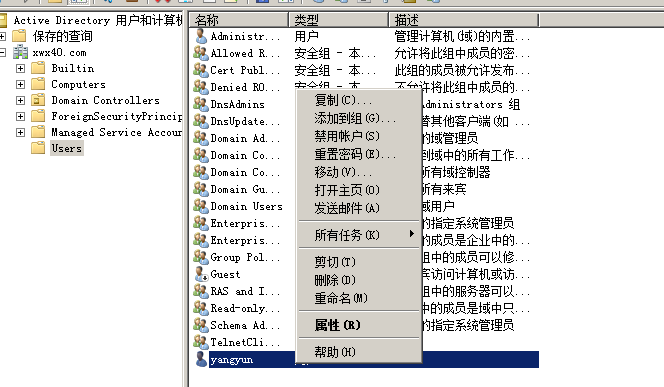 Active Directory 用户和计算机
保存的查询
xwx40.com
Builtin
Computers
Domain Controllers
ForeignSecurityPrincip
Managed Service Accoun
Users
名称 类型 描述
Administr... 用户 管理计算机(域)的内置...
Allowed R... 安全组 - 本... 允许将此组中成员的密...
Cert Publ... 安全组 - 本... 此组的成员被允许发布...
Denied RO... 安全组 - 本... 不允许将此组中成员的...
DnsAdmins Administrators 组
DnsUpdate... 替其他客户端(如 ...
Domain Ad... 的域管理员
Domain Co... 到域中的所有工作...
Domain Co... 所有域控制器
Domain Gu... 所有来宾
Domain Users 域用户
Enterpris... 的指定系统管理员
Enterpris... 的成员是企业中的...
Group Pol... 组中的成员可以修...
Guest 宾访问计算机或访...
RAS and I... 组中的服务器可以...
Read-only... 的成员是域中只...
Schema Ad... 的指定系统管理员
TelnetCli...
yangyun
复制(C)...
添加到组(G)...
禁用帐户(S)
重置密码(E)...
移动(V)...
打开主页(O)
发送邮件(A)
所有任务(K)
剪切(T)
删除(D)
重命名(M)
属性(R)
帮助(H)